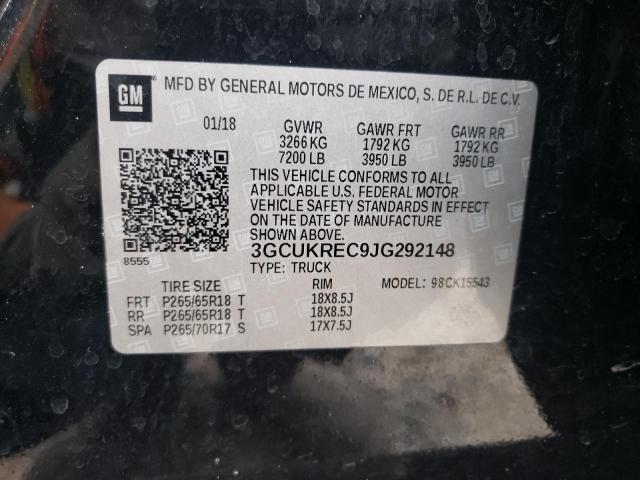 GM
MFD BY GENERAL MOTORS DE MEXICO, S. DE R.L. DE C.V.
01/18 GVWR GAWR FRT GAWR RR
3266 KG 1792 KG 1792 KG
7200 LB 3950 LB 3950 LB
THIS VEHICLE CONFORMS TO ALL
APPLICABLE U.S. FEDERAL MOTOR
VEHICLE SAFETY STANDARDS IN EFFECT
ON THE DATE OF MANUFACTURE
SHOWN ABOVE.
8555
3GCUKREC9JG292148
TYPE: TRUCK
TIRE SIZE RIM MODEL: 98CK15543
FRT P265/65R18 T 18X8.5J
RR P265/65R18 T 18X8.5J
SPA P265/70R17 S 17X7.5J